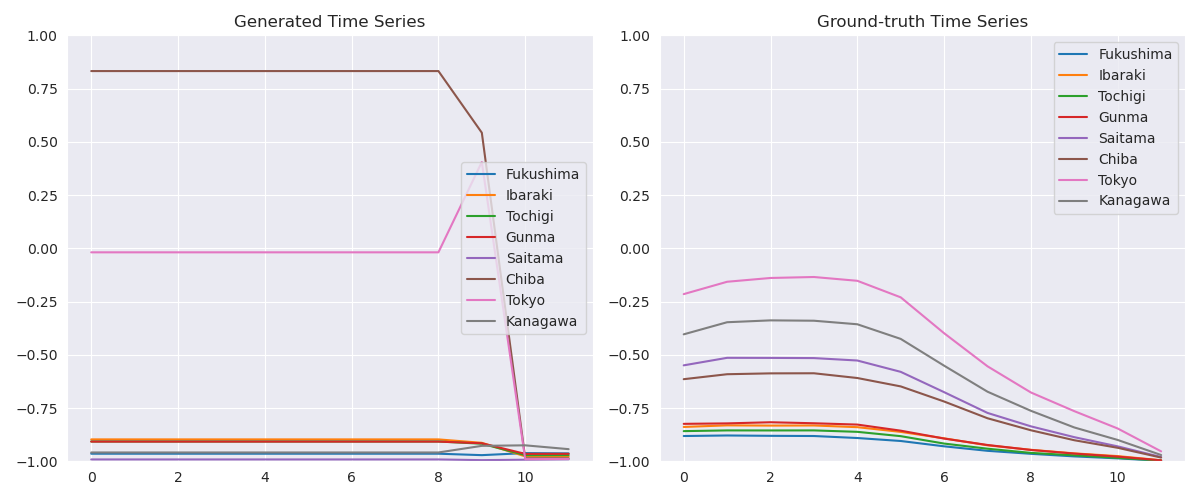 Generated Time Series
1.00
0.75
0.50
0.25
0.00
−0.25
−0.50
−0.75
−1.00
0 2 4 6 8 10
Fukushima
Ibaraki
Tochigi
Gunma
Saitama
Chiba
Tokyo
Kanagawa
Ground-truth Time Series
1.00
0.75
0.50
0.25
0.00
−0.25
−0.50
−0.75
−1.00
0 2 4 6 8 10
Fukushima
Ibaraki
Tochigi
Gunma
Saitama
Chiba
Tokyo
Kanagawa